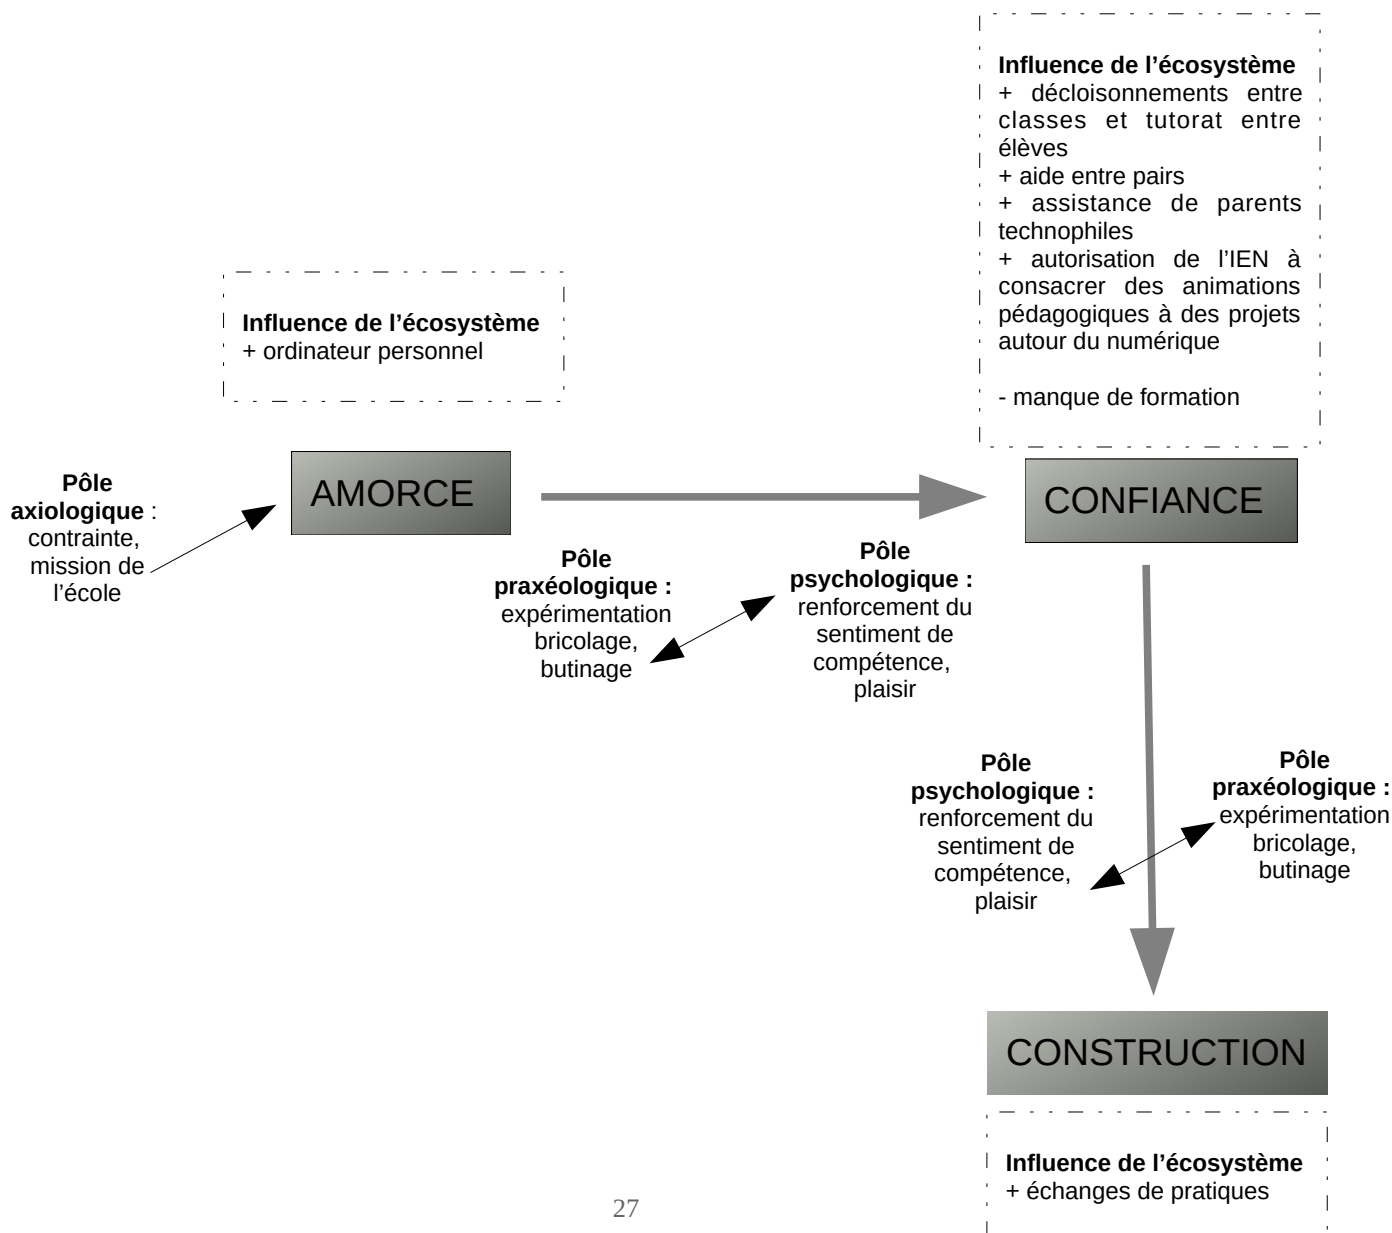 Influence de l’écosystème
+ décloisonnements entre
classes et tutorat entre
élèves
+ aide entre pairs
+ assistance de parents
technophiles
+ autorisation de l’IEN à
consacrer des animations
pédagogiques à des projets
autour du numérique
- manque de formation
Influence de l’écosystème
+ ordinateur personnel
Pôle
axiologique :
contrainte,
mission de
l’école
AMORCE
CONFIANCE
Pôle
praxéologique :
expérimentation
bricolage,
butinage
Pôle
psychologique :
renforcement du
sentiment de
compétence,
plaisir
Pôle
psychologique :
renforcement du
sentiment de
compétence,
plaisir
Pôle
praxéologique :
expérimentation
bricolage,
butinage
CONSTRUCTION
Influence de l’écosystème
+ échanges de pratiques
27